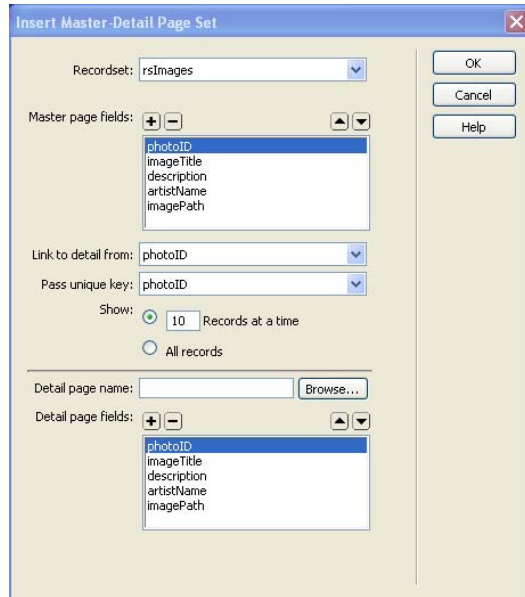 Insert Master-Detail Page Set
Recordset: rsImages
OK
Cancel
Help
Master page fields:
photoID
imageTitle
description
artistName
imagePath
Link to detail from: photoID
Pass unique key: photoID
Show: 10 Records at a time
All records
Detail page name: Browse...
Detail page fields:
photoID
imageTitle
description
artistName
imagePath